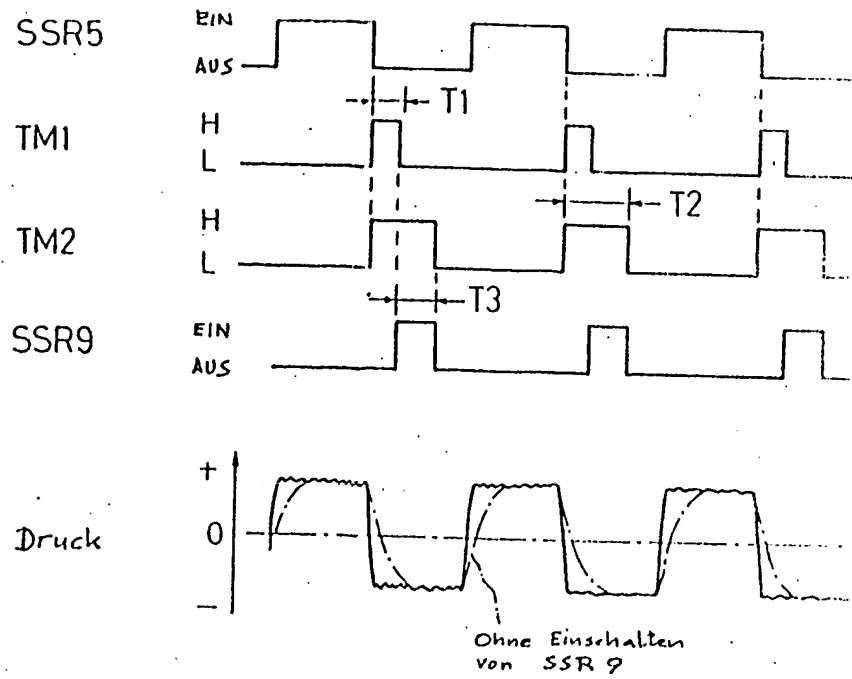 SSR5
EIN
AUS
T1
TM1
H
L
T2
TM2
H
L
T3
SSR9
EIN
AUS
Druck
+
0
−
Ohne Einschalten
von SSR 9